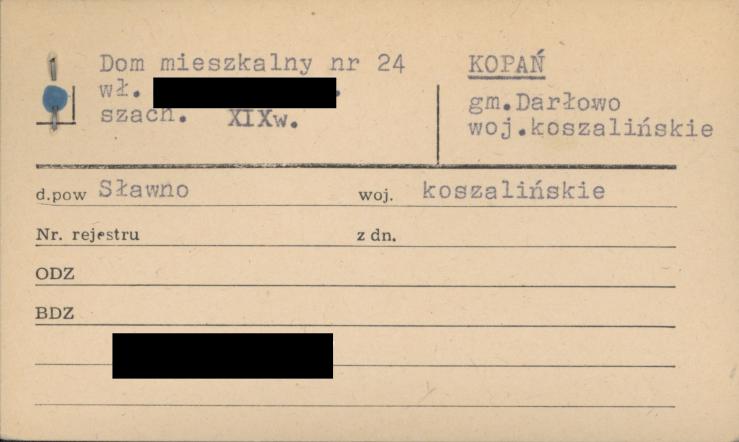 Dom mieszkalny nr 24
wł.
szach. XIXw.
KOPAŃ
gm.Darłowo
woj.koszalińskie
d.pow Sławno woj. koszalińskie
Nr. rejestru z dn.
ODZ
BDZ